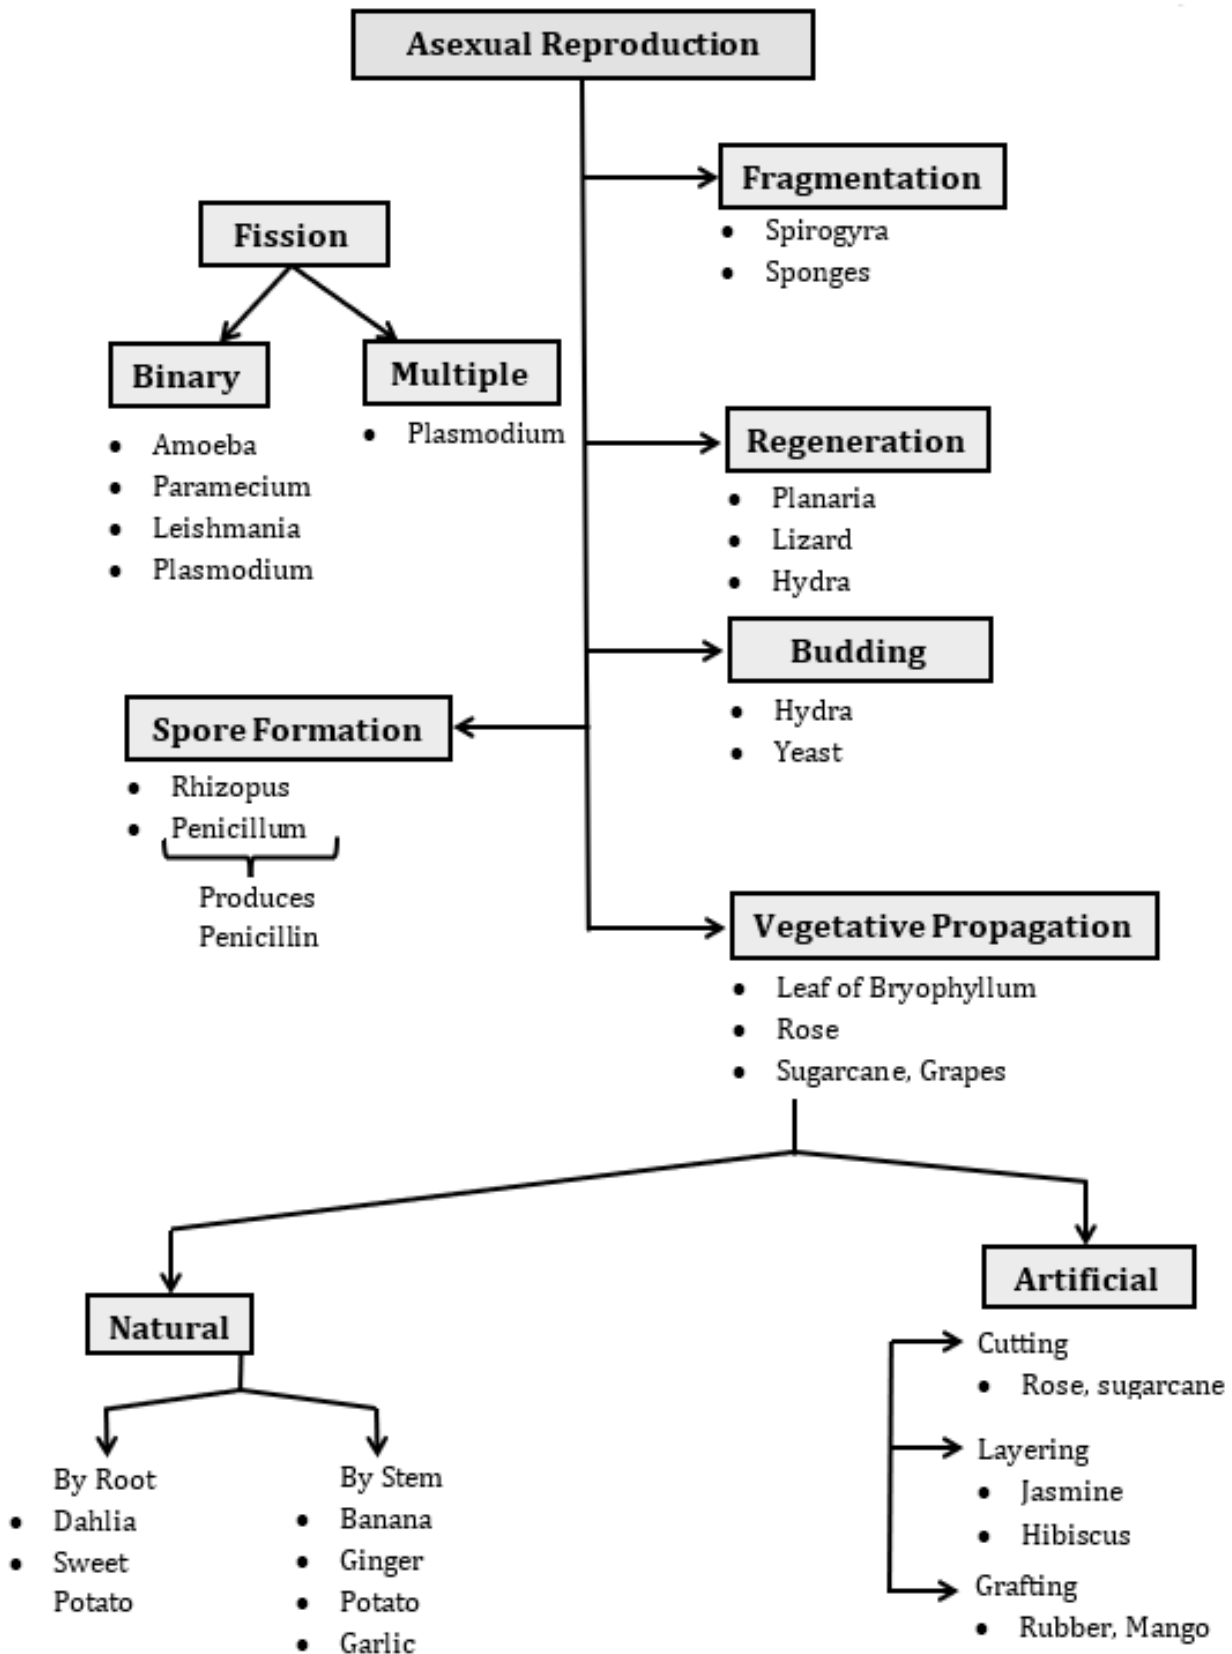 Asexual Reproduction
Fragmentation
• Spirogyra
• Sponges
Fission
Binary
• Amoeba
• Paramecium
• Leishmania
• Plasmodium
Multiple
• Plasmodium
Regeneration
• Planaria
• Lizard
• Hydra
Budding
• Hydra
• Yeast
Spore Formation
• Rhizopus
• Penicillum
Produces
Penicillin
Vegetative Propagation
• Leaf of Bryophyllum
• Rose
• Sugarcane, Grapes
Natural
By Root
• Dahlia
• Sweet
Potato
By Stem
• Banana
• Ginger
• Potato
• Garlic
Artificial
Cutting
• Rose, sugarcane
Layering
• Jasmine
• Hibiscus
Grafting
• Rubber, Mango